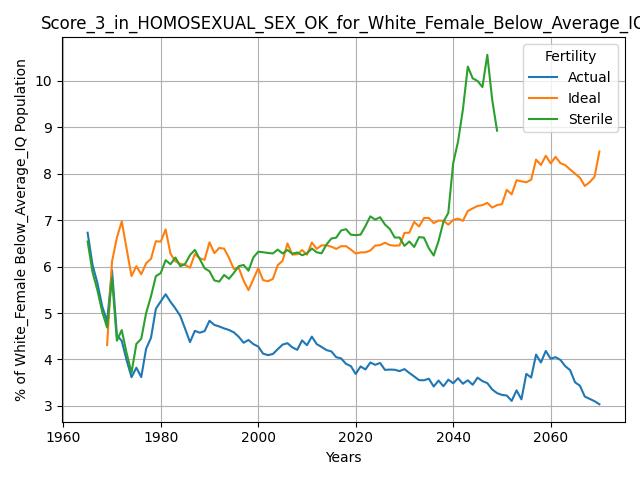 Score_3_in_HOMOSEXUAL_SEX_OK_for_White_Female_Below_Average_IQ
% of White_Female Below_Average_IQ Population
10
9
8
7
6
5
4
3
Fertility
Actual
Ideal
Sterile
1960 1980 2000 2020 2040 2060
Years